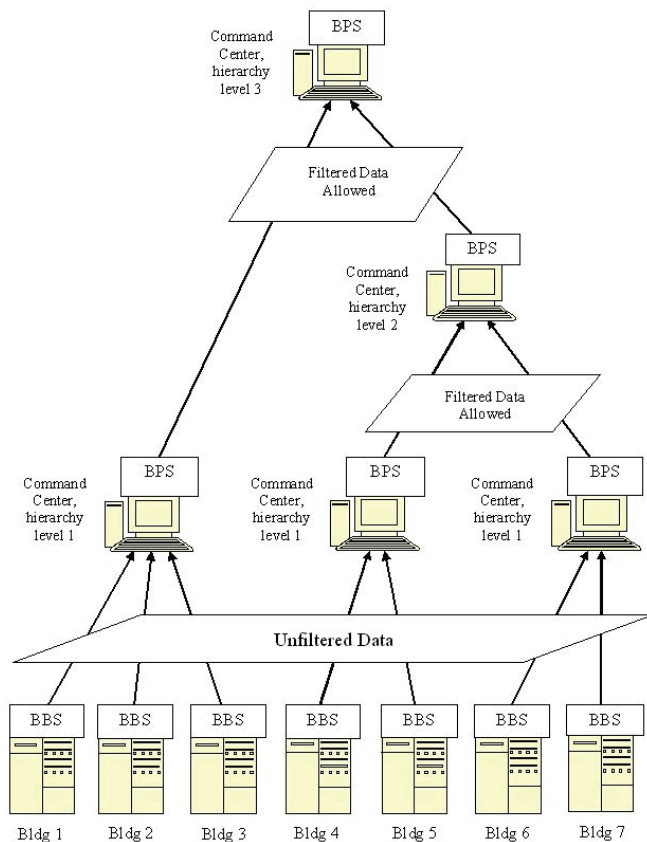 BPS
Command
Center,
hierarchy
level 3
Filtered Data
Allowed
BPS
Command
Center,
hierarchy
level 2
Filtered Data
Allowed
BPS
Command
Center,
hierarchy
level 1
BPS
Command
Center,
hierarchy
level 1
BPS
Command
Center,
hierarchy
level 1
Unfiltered Data
BBS
BBS
BBS
BBS
BBS
BBS
BBS
Bldg 1
Bldg 2
Bldg 3
Bldg 4
Bldg 5
Bldg 6
Bldg 7